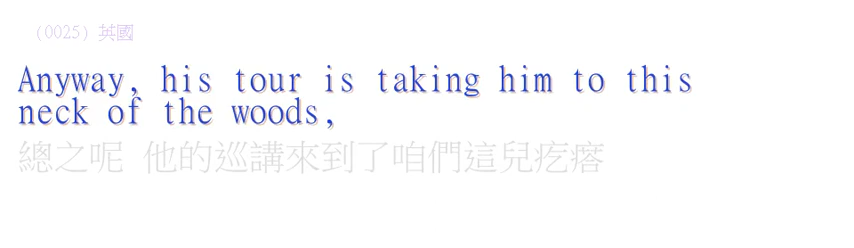 （0025）英國
Anyway, his tour is taking him to this
neck of the woods,
總之呢 他的巡講來到了咱們這兒疙瘩